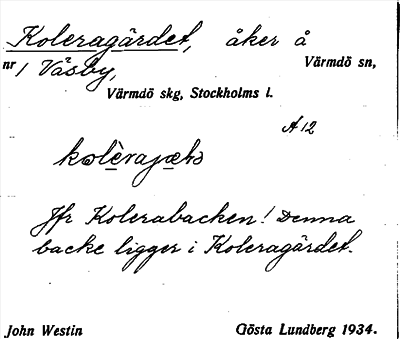 Koleragärdet, åker å
nr 1 Väsby, Värmdö sn,
Värmdö skg, Stockholms l.
A 12
Jfr Kolerabacken! Denna
backe ligger i Koleragärdet.
John Westin Gösta Lundberg 1934.